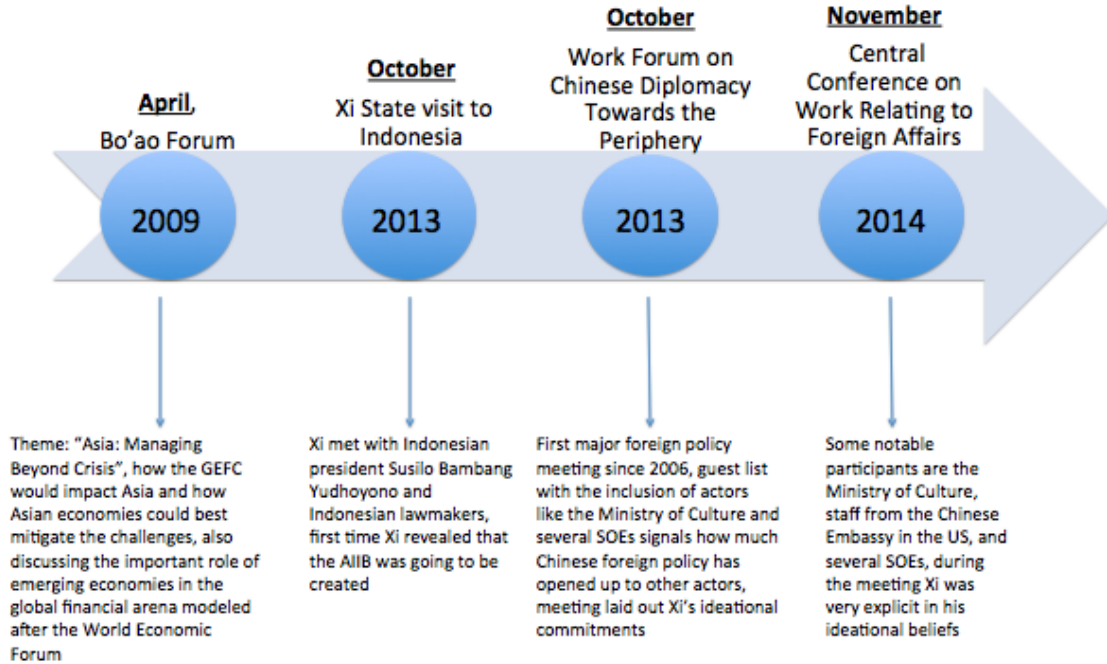 April,
Bo'ao Forum
2009
Theme: "Asia: Managing
Beyond Crisis", how the GEFC
would impact Asia and how
Asian economies could best
mitigate the challenges, also
discussing the important role of
emerging economies in the
global financial arena modeled
after the World Economic
Forum
October
Xi State visit to
Indonesia
2013
Xi met with Indonesian
president Susilo Bambang
Yudhoyono and
Indonesian lawmakers,
first time Xi revealed that
the AIIB was going to be
created
October
Work Forum on
Chinese Diplomacy
Towards the
Periphery
2013
First major foreign policy
meeting since 2006, guest list
with the inclusion of actors
like the Ministry of Culture and
several SOEs signals how much
Chinese foreign policy has
opened up to other actors,
meeting laid out Xi's ideational
commitments
November
Central
Conference on
Work Relating to
Foreign Affairs
2014
Some notable
participants are the
Ministry of Culture,
staff from the Chinese
Embassy in the US, and
several SOEs, during
the meeting Xi was
very explicit in his
ideational beliefs